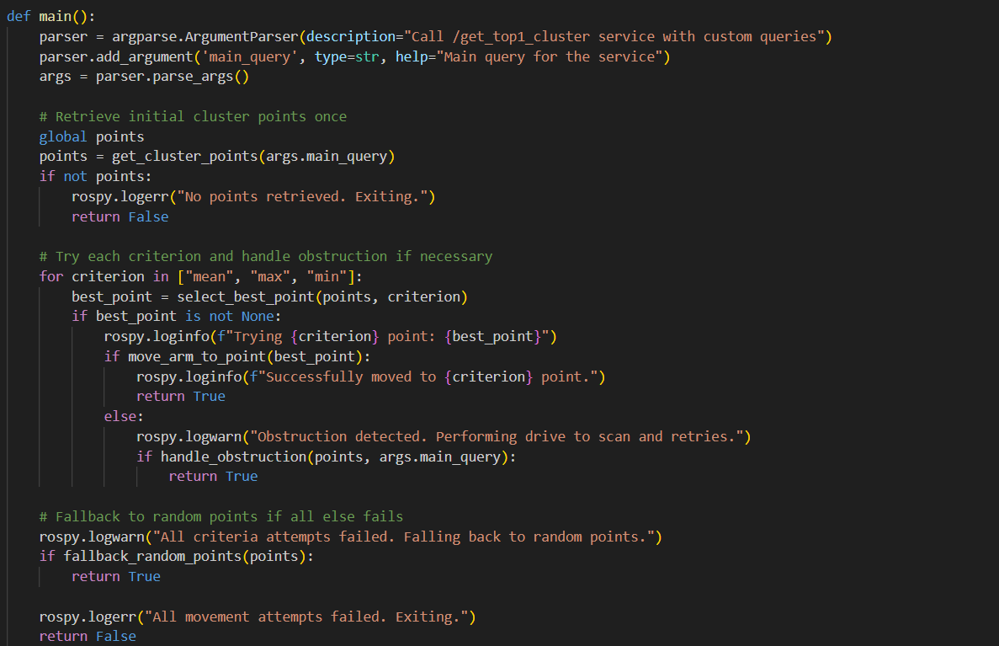 def main():
    parser = argparse.ArgumentParser(description="Call /get_top1_cluster service with custom queries")
    parser.add_argument('main_query', type=str, help="Main query for the service")
    args = parser.parse_args()

    # Retrieve initial cluster points once
    global points
    points = get_cluster_points(args.main_query)
    if not points:
        rospy.logerr("No points retrieved. Exiting.")
        return False

    # Try each criterion and handle obstruction if necessary
    for criterion in ["mean", "max", "min"]:
        best_point = select_best_point(points, criterion)
        if best_point is not None:
            rospy.loginfo(f"Trying {criterion} point: {best_point}")
            if move_arm_to_point(best_point):
                rospy.loginfo(f"Successfully moved to {criterion} point.")
                return True
            else:
                rospy.logwarn("Obstruction detected. Performing drive to scan and retries.")
                if handle_obstruction(points, args.main_query):
                    return True

    # Fallback to random points if all else fails
    rospy.logwarn("All criteria attempts failed. Falling back to random points.")
    if fallback_random_points(points):
        return True

    rospy.logerr("All movement attempts failed. Exiting.")
    return False